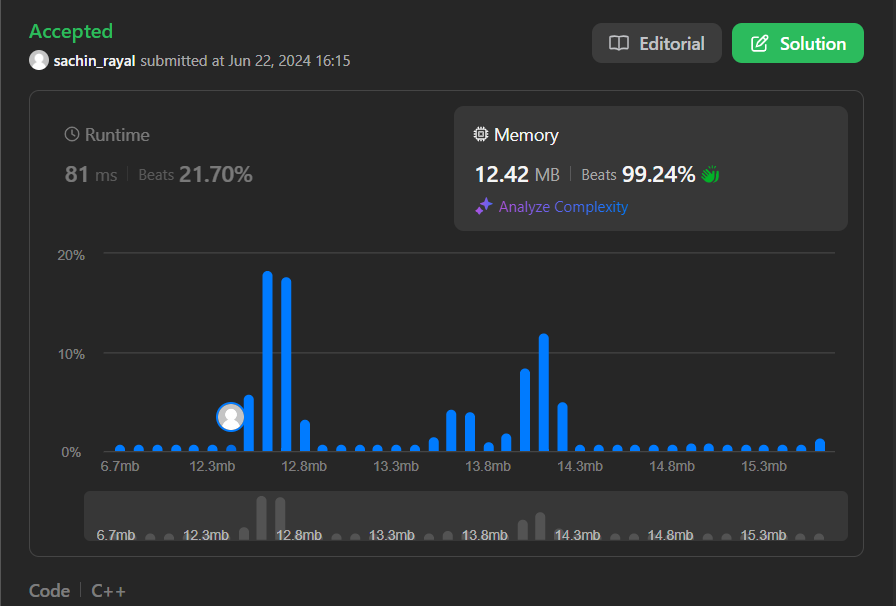 Accepted
Editorial
Solution
sachin_rayal submitted at Jun 22, 2024 16:15
Runtime
81 ms | Beats 21.70%
Memory
12.42 MB | Beats 99.24%
Analyze Complexity
20%
10%
0%
6.7mb 12.3mb 12.8mb 13.3mb 13.8mb 14.3mb 14.8mb 15.3mb
6.7mb 12.3mb 12.8mb 13.3mb 13.8mb 14.3mb 14.8mb 15.3mb
Code | C++